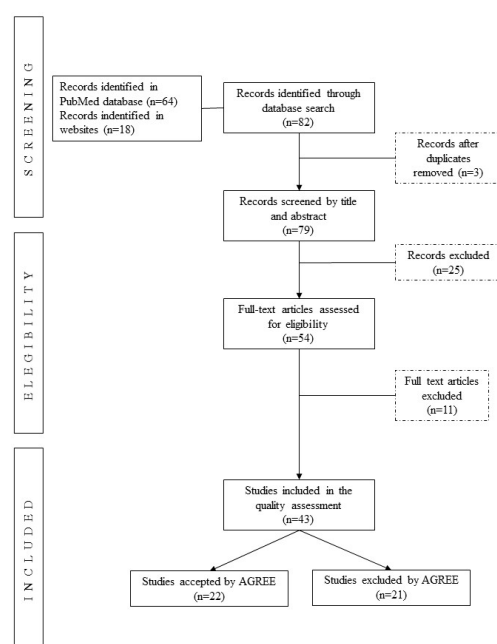 SCREENING
Records identified in
PubMed database (n=64)
Records indentified in
websites (n=18)
Records identified through
database search
(n=82)
Records after
duplicates
removed (n=3)
Records screened by title
and abstract
(n=79)
Records excluded
(n=25)
ELEGIBILITY
Full-text articles assessed
for eligibility
(n=54)
Full text articles
excluded
(n=11)
INCLUDED
Studies included in the
quality assessment
(n=43)
Studies accepted by AGREE
(n=22)
Studies excluded by AGREE
(n=21)